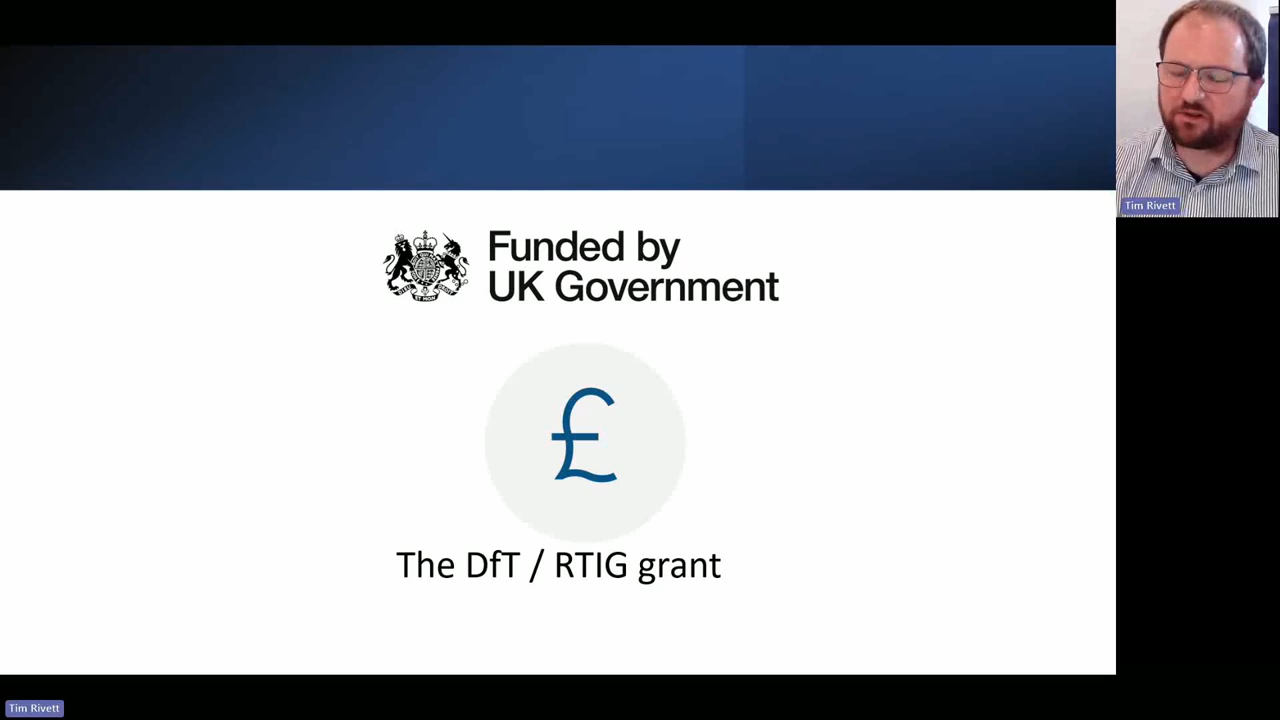 Funded by
UK Government
£
The DfT / RTIG grant
Tim Rivett
Tim Rivett